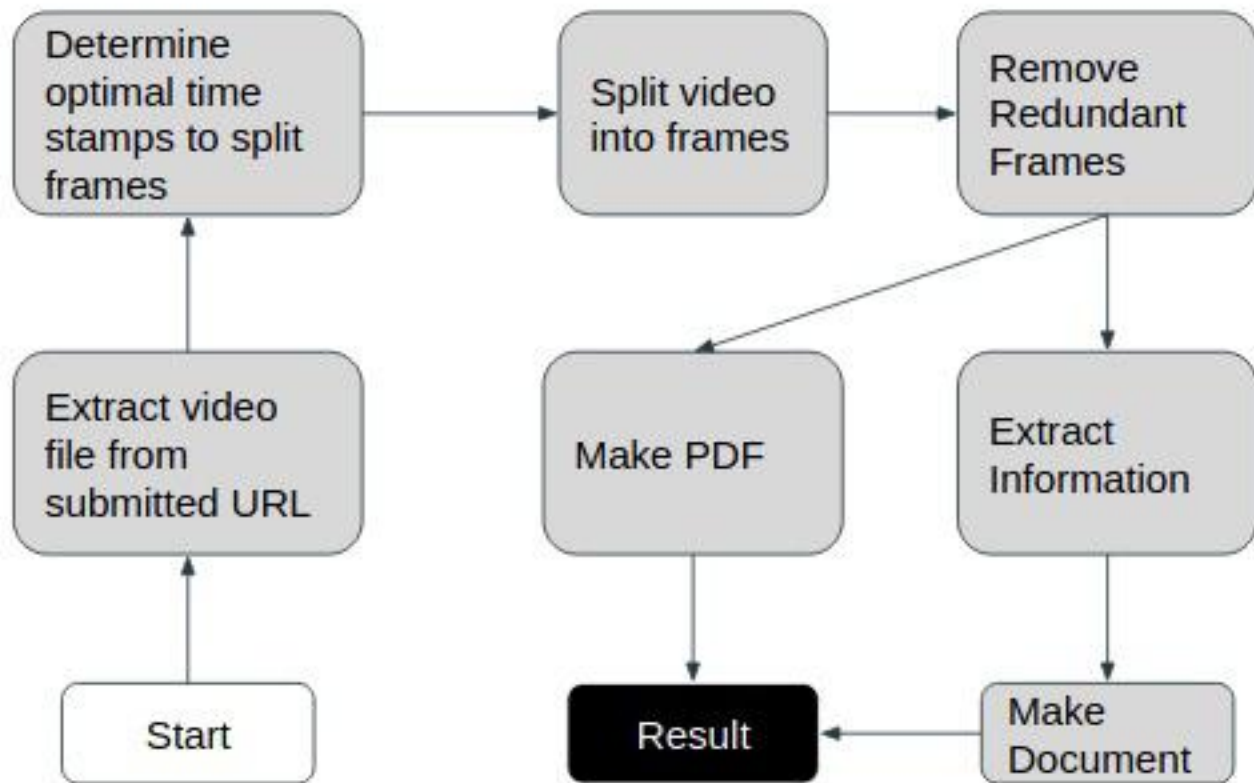 Determine
optimal time
stamps to split
frames
Split video
into frames
Remove
Redundant
Frames
Extract video
file from
submitted URL
Make PDF
Extract
Information
Start
Result
Make
Document